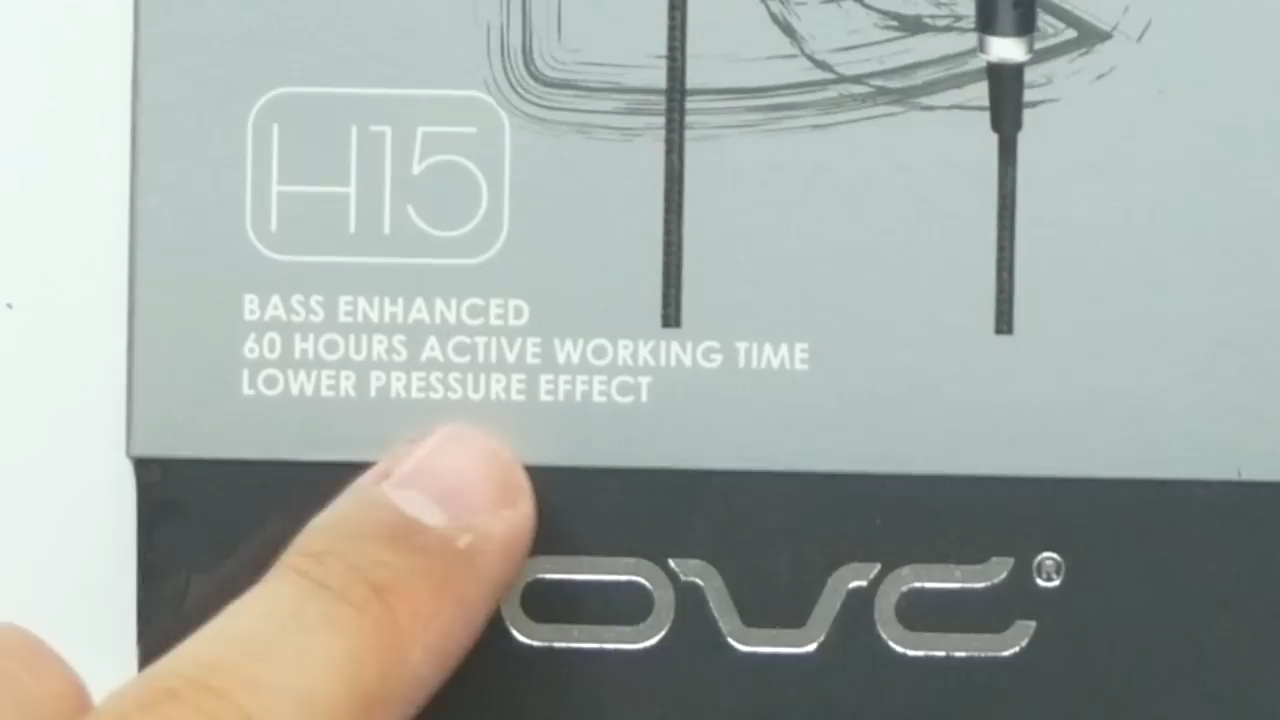 H15
BASS ENHANCED
60 HOURS ACTIVE WORKING TIME
LOWER PRESSURE EFFECT
OVC®